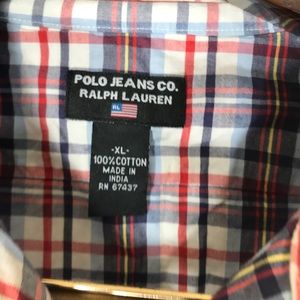 POLO JEANS CO.
RALPH LAUREN
RL
-XL-
100% COTTON
MADE IN
INDIA
RN 67437